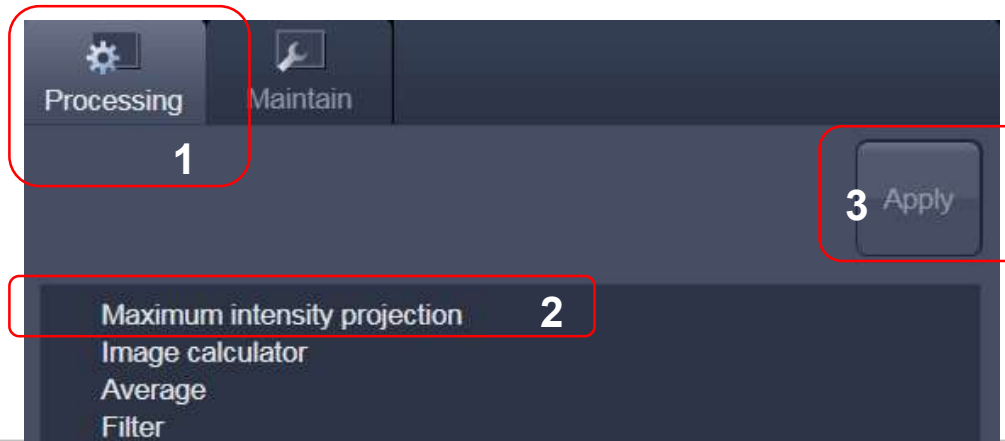 Processing
Maintain
1
3
Apply
Maximum intensity projection
2
Image calculator
Average
Filter